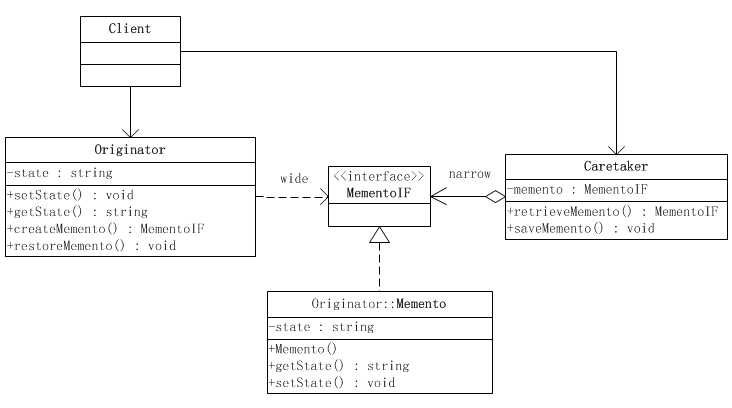 Client
Originator
-state : string
+setState() : void
+getState() : string
+createMemento() : MementoIF
+restoreMemento() : void
wide
<<interface>>
MementoIF
narrow
Caretaker
-memento : MementoIF
+retrieveMemento() : MementoIF
+saveMemento() : void
Originator::Memento
-state : string
+Memento()
+getState() : string
+setState() : void